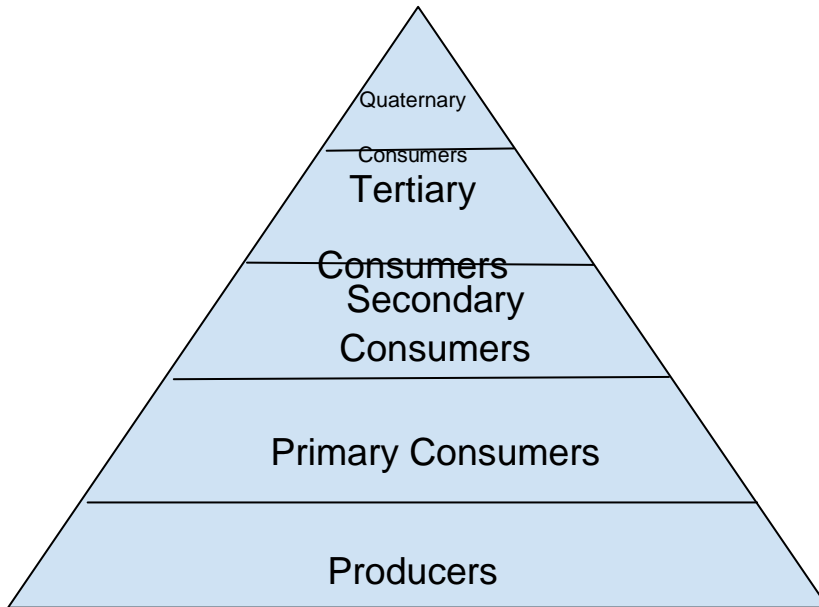 Quaternary
Consumers
Tertiary
Consumers
Secondary
Consumers
Primary Consumers
Producers